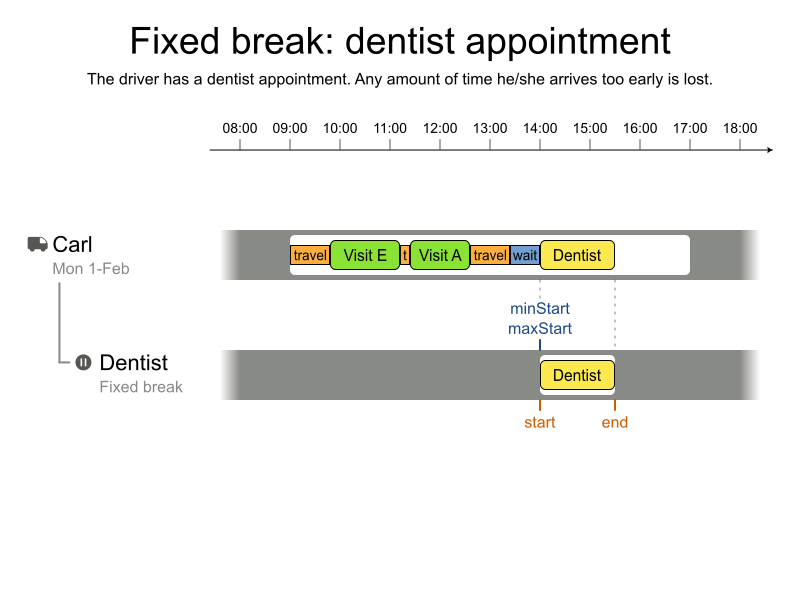 Fixed break: dentist appointment
The driver has a dentist appointment. Any amount of time he/she arrives too early is lost.
08:00 09:00 10:00 11:00 12:00 13:00 14:00 15:00 16:00 17:00 18:00
Carl
Mon 1-Feb
travel Visit E t Visit A travel wait Dentist
minStart
maxStart
Dentist
Fixed break
Dentist
start end